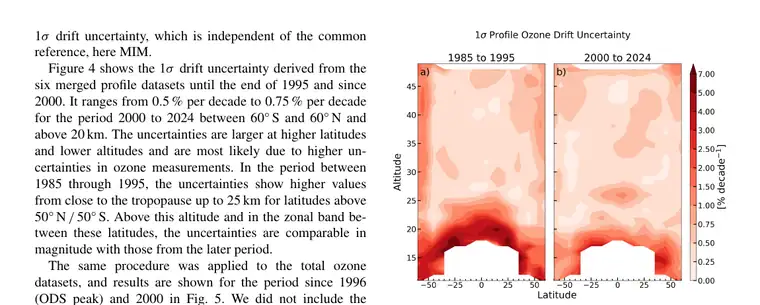 1σ drift uncertainty, which is independent of the common
reference, here MIM.
Figure 4 shows the 1σ drift uncertainty derived from the
six merged profile datasets until the end of 1995 and since
2000. It ranges from 0.5 % per decade to 0.75 % per decade
for the period 2000 to 2024 between 60° S and 60° N and
above 20 km. The uncertainties are larger at higher latitudes
and lower altitudes and are most likely due to higher un-
certainties in ozone measurements. In the period between
1985 through 1995, the uncertainties show higher values
from close to the tropopause up to 25 km for latitudes above
50° N / 50° S. Above this altitude and in the zonal band be-
tween these latitudes, the uncertainties are comparable in
magnitude with those from the later period.
The same procedure was applied to the total ozone
datasets, and results are shown for the period since 1996
(ODS peak) and 2000 in Fig. 5. We did not include the
1σ Profile Ozone Drift Uncertainty
1985 to 1995
2000 to 2024
a)
b)
45
40
35
30
25
20
15
Altitude
−50
−25
0
25
50
−50
−25
0
25
50
Latitude
7.00
5.00
4.00
3.00
2.00
1.50
1.00
0.75
0.50
0.25
0.00
[% decade⁻¹]